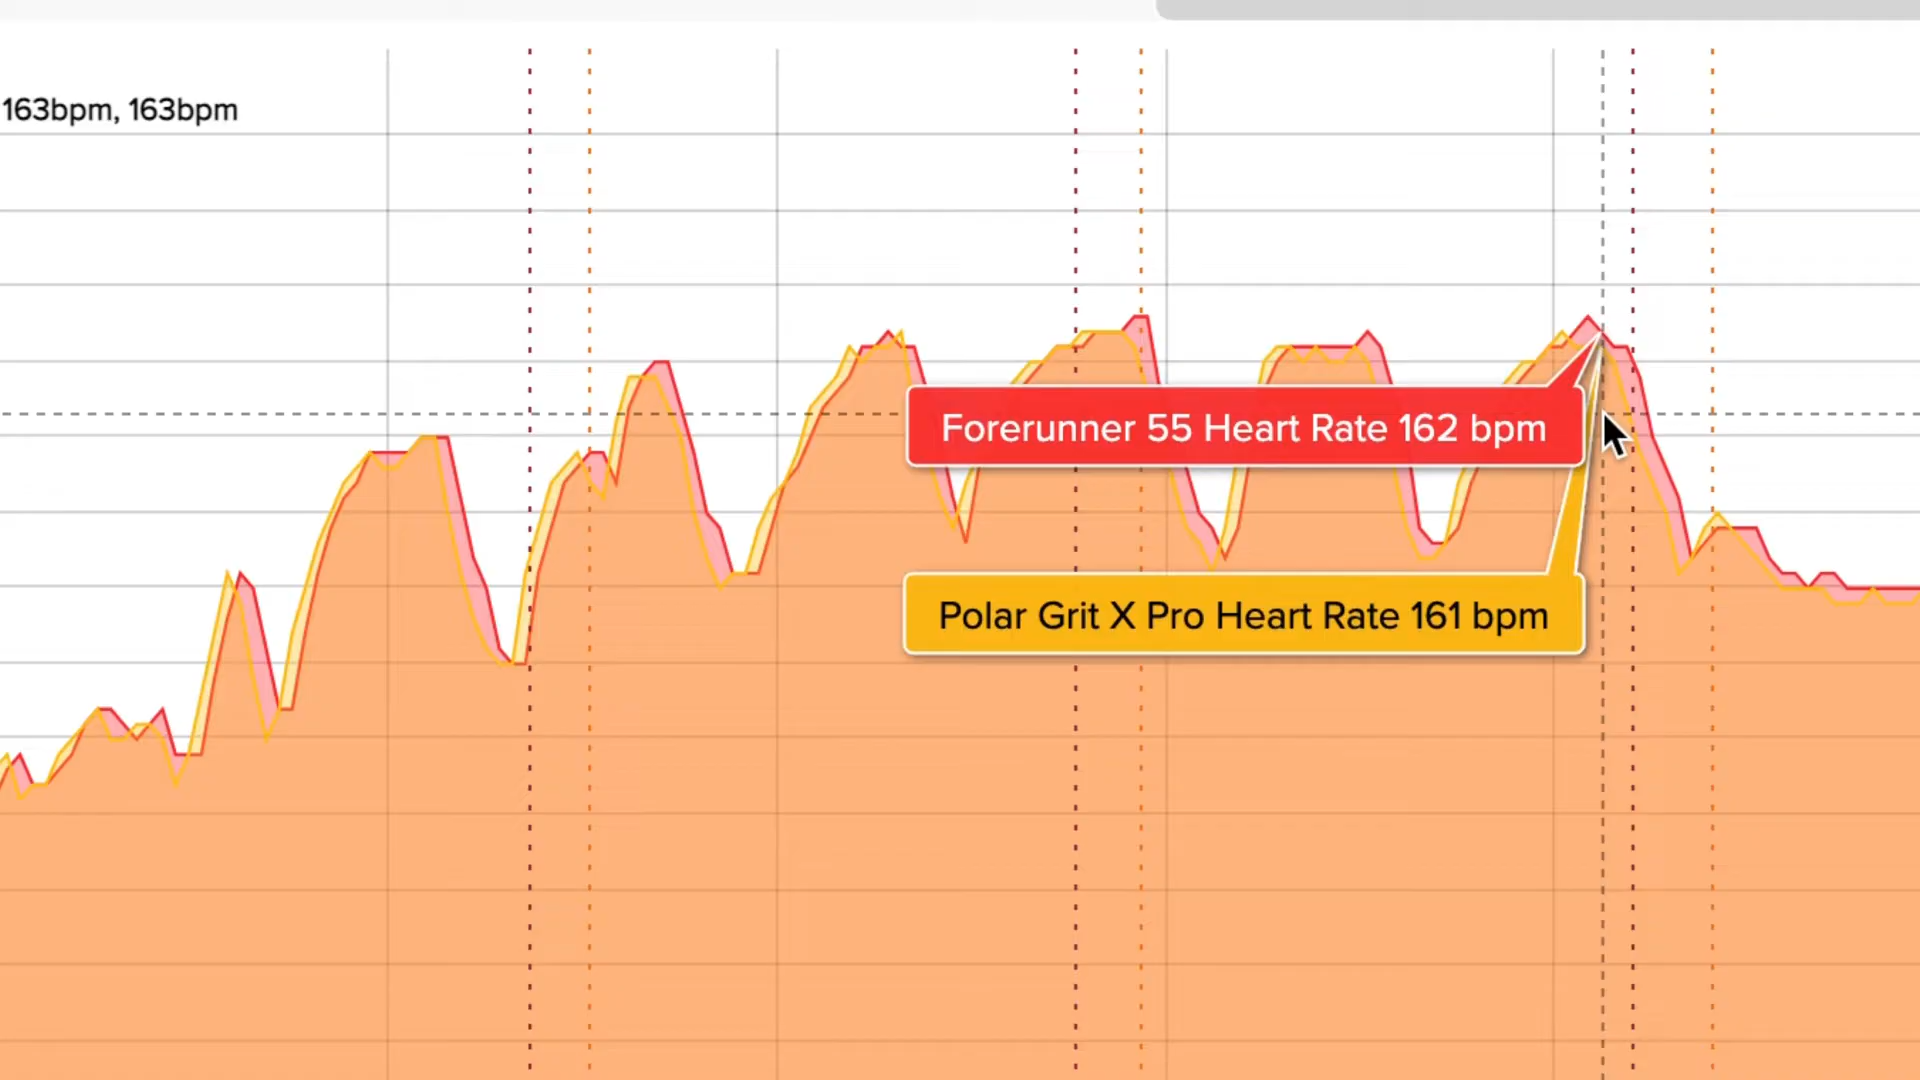 163bpm, 163bpm
Forerunner 55 Heart Rate 162 bpm
Polar Grit X Pro Heart Rate 161 bpm